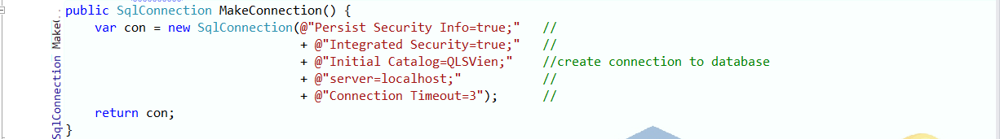 public SqlConnection MakeConnection() {
var con = new SqlConnection(@"Persist Security Info=true;" //
+ @"Integrated Security=true;" //
+ @"Initial Catalog=QLSVien;" //create connection to database
+ @"server=localhost;" //
+ @"Connection Timeout=3"); //
return con;
}
SqlConnection Make